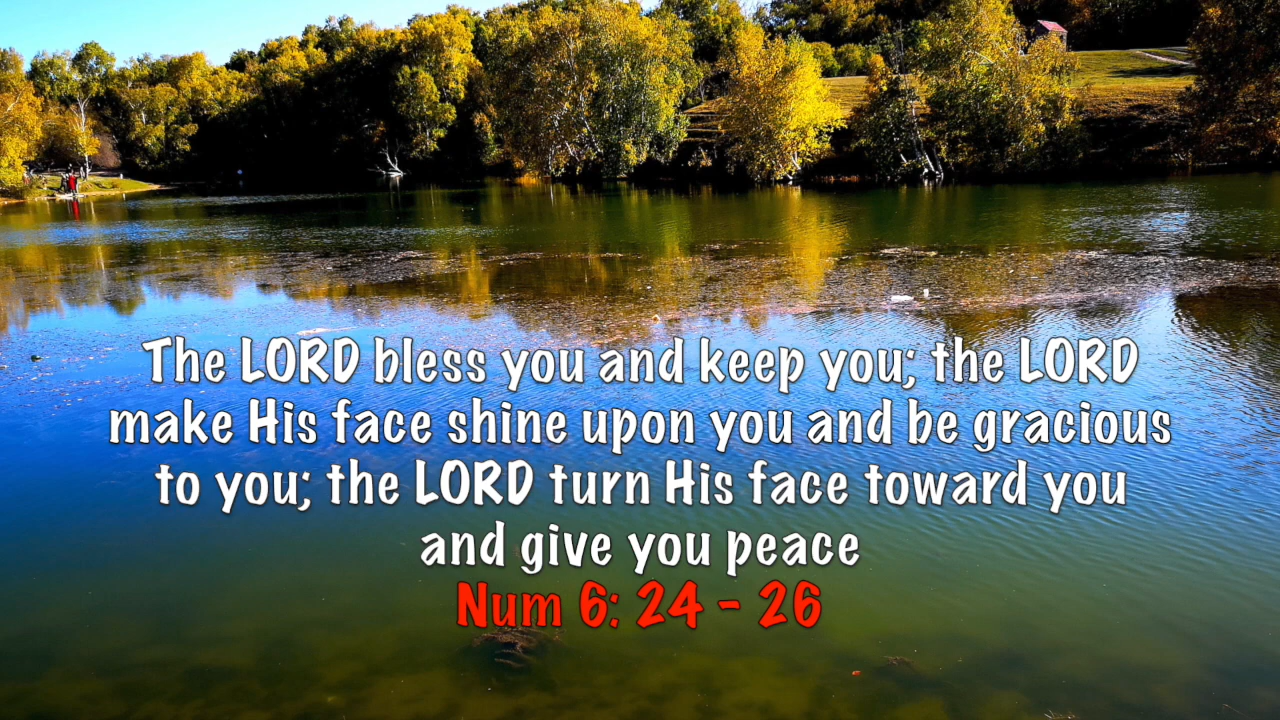 The LORD bless you and keep you; the LORD
make His face shine upon you and be gracious
to you; the LORD turn His face toward you
and give you peace
Num 6: 24 - 26